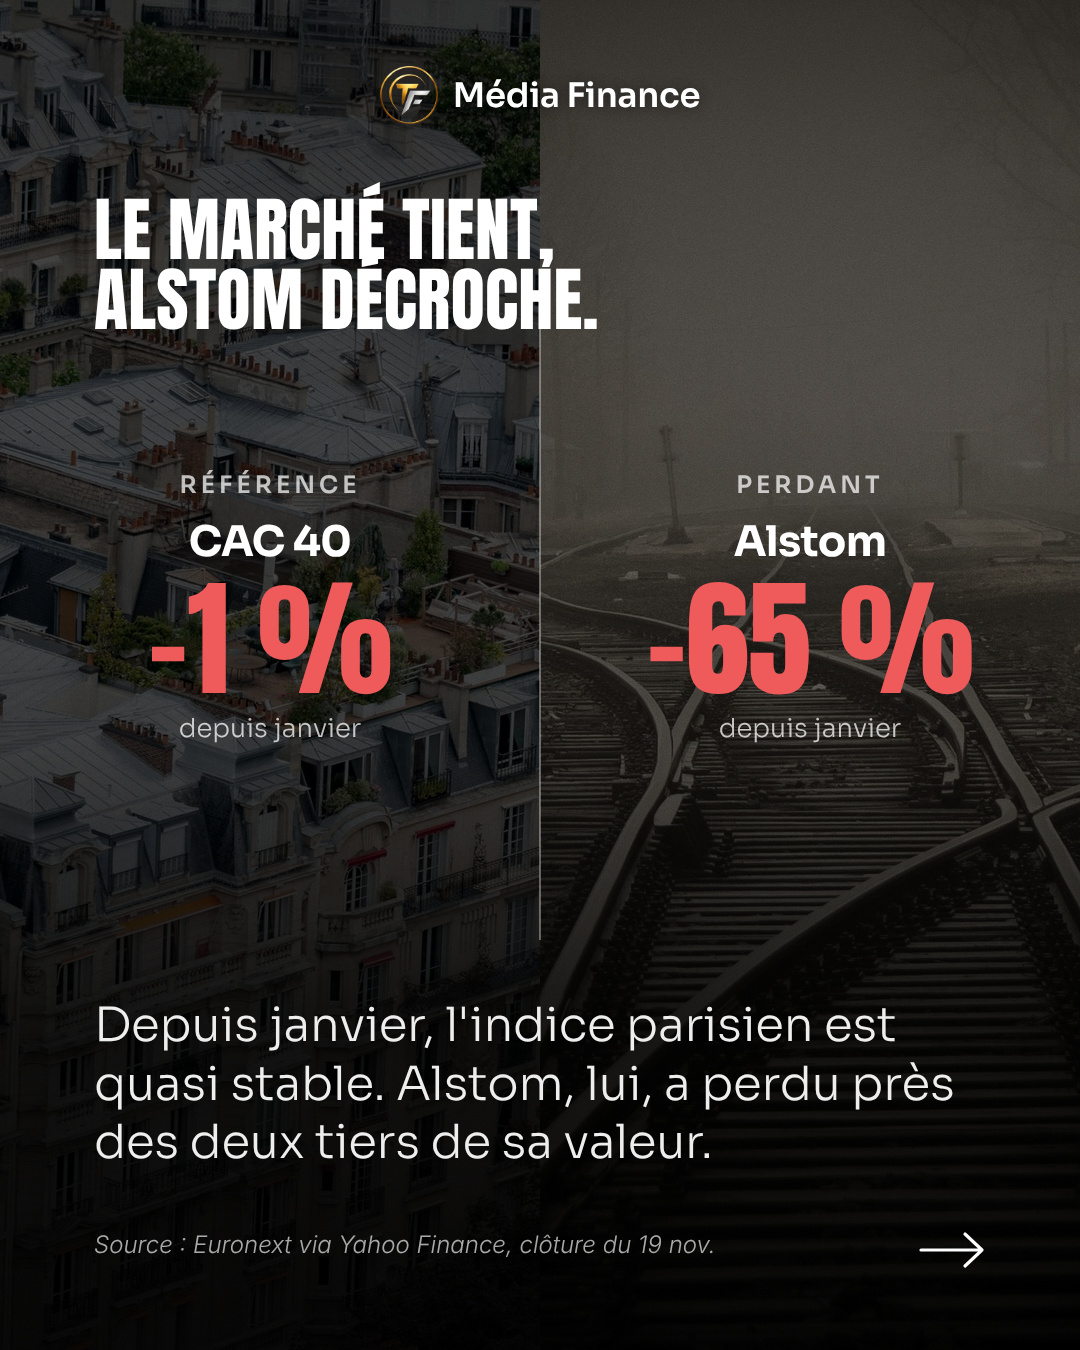 TF Média Finance
LE MARCHÉ TIENT,
ALSTOM DÉCROCHE.
RÉFÉRENCE
CAC 40
-1 %
depuis janvier
PERDANT
Alstom
-65 %
depuis janvier
Depuis janvier, l'indice parisien est
quasi stable. Alstom, lui, a perdu près
des deux tiers de sa valeur.
Source : Euronext via Yahoo Finance, clôture du 19 nov.